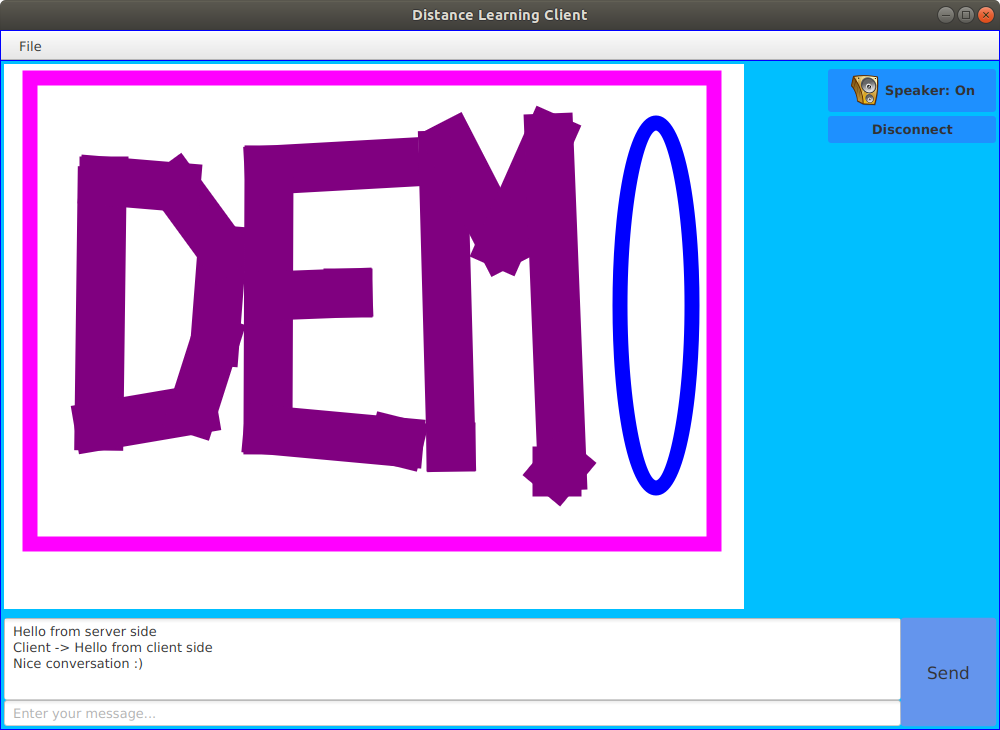 Distance Learning Client
File
Speaker: On
Disconnect
DEMO
Hello from server side
Client -> Hello from client side
Nice conversation :)
Send
Enter your message...